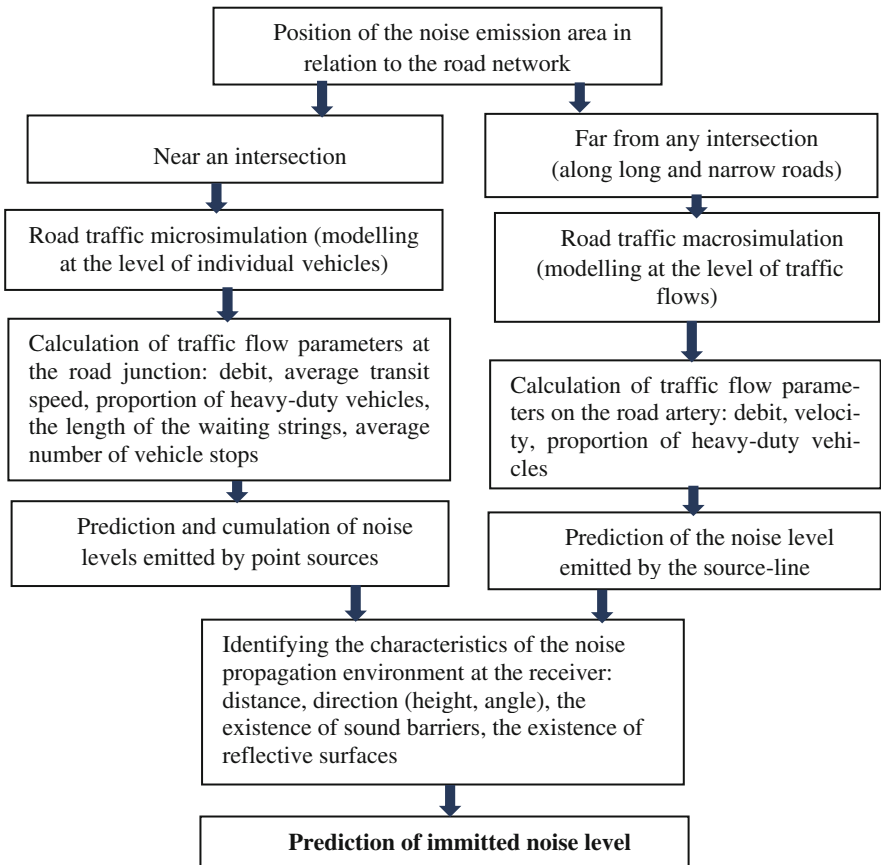 Position of the noise emission area in
relation to the road network
Near an intersection
Far from any intersection
(along long and narrow roads)
Road traffic microsimulation (modelling
at the level of individual vehicles)
Road traffic macrosimulation
(modelling at the level of traffic
flows)
Calculation of traffic flow parameters at
the road junction: debit, average transit
speed, proportion of heavy-duty vehicles,
the length of the waiting strings, average
number of vehicle stops
Calculation of traffic flow parame-
ters on the road artery: debit, veloc-
ity, proportion of heavy-duty vehi-
cles
Prediction and cumulation of noise
levels emitted by point sources
Prediction of the noise level
emitted by the source-line
Identifying the characteristics of the noise
propagation environment at the receiver:
distance, direction (height, angle), the
existence of sound barriers, the existence of
reflective surfaces
Prediction of immitted noise level